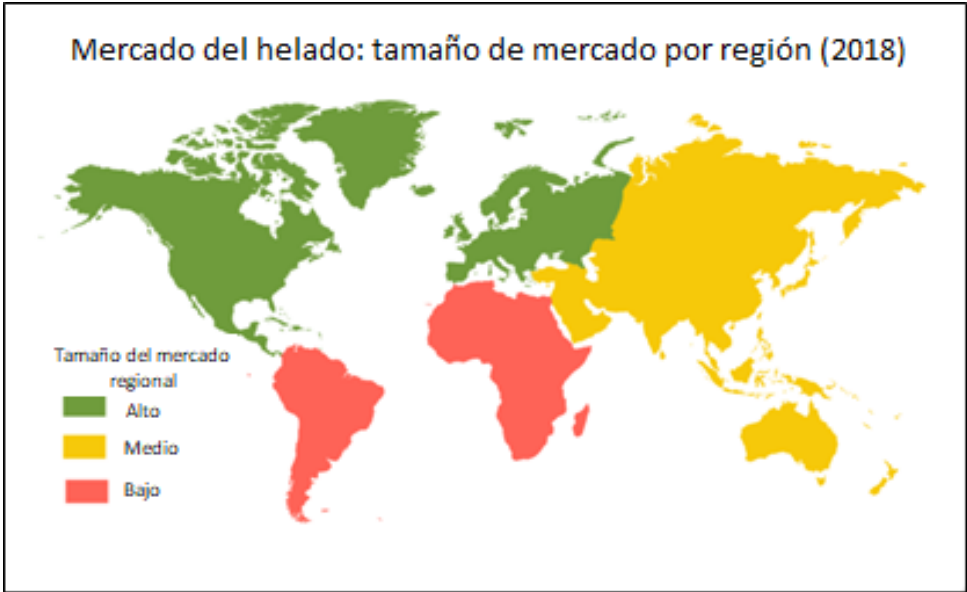 Mercado del helado: tamaño de mercado por región (2018)
Tamaño del mercado
regional
Alto
Medio
Bajo